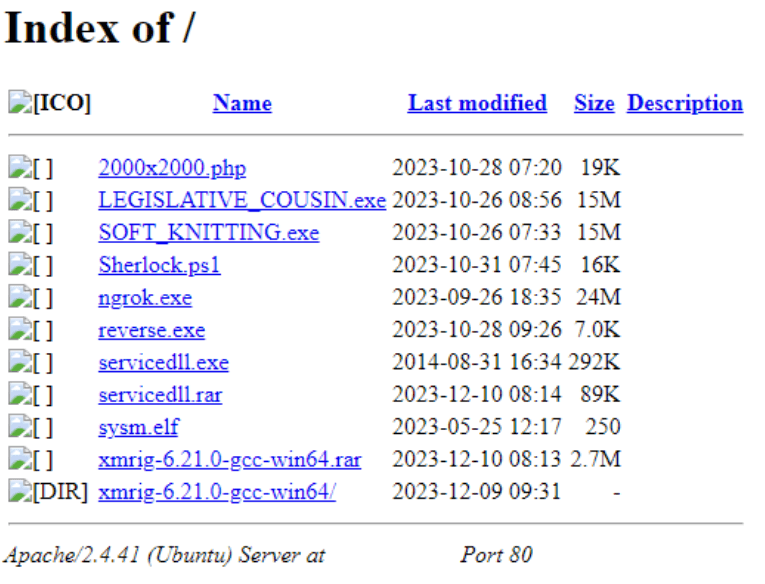 Index of /
[ICO] Name Last modified Size Description
[ ] 2000x2000.php 2023-10-28 07:20 19K
[ ] LEGISLATIVE_COUSIN.exe 2023-10-26 08:56 15M
[ ] SOFT_KNITTING.exe 2023-10-26 07:33 15M
[ ] Sherlock.ps1 2023-10-31 07:45 16K
[ ] ngrok.exe 2023-09-26 18:35 24M
[ ] reverse.exe 2023-10-28 09:26 7.0K
[ ] servicedll.exe 2014-08-31 16:34 292K
[ ] servicedll.rar 2023-12-10 08:14 89K
[ ] sysm.elf 2023-05-25 12:17 250
[ ] xmrig-6.21.0-gcc-win64.rar 2023-12-10 08:13 2.7M
[DIR] xmrig-6.21.0-gcc-win64/ 2023-12-09 09:31 -
Apache/2.4.41 (Ubuntu) Server at Port 80